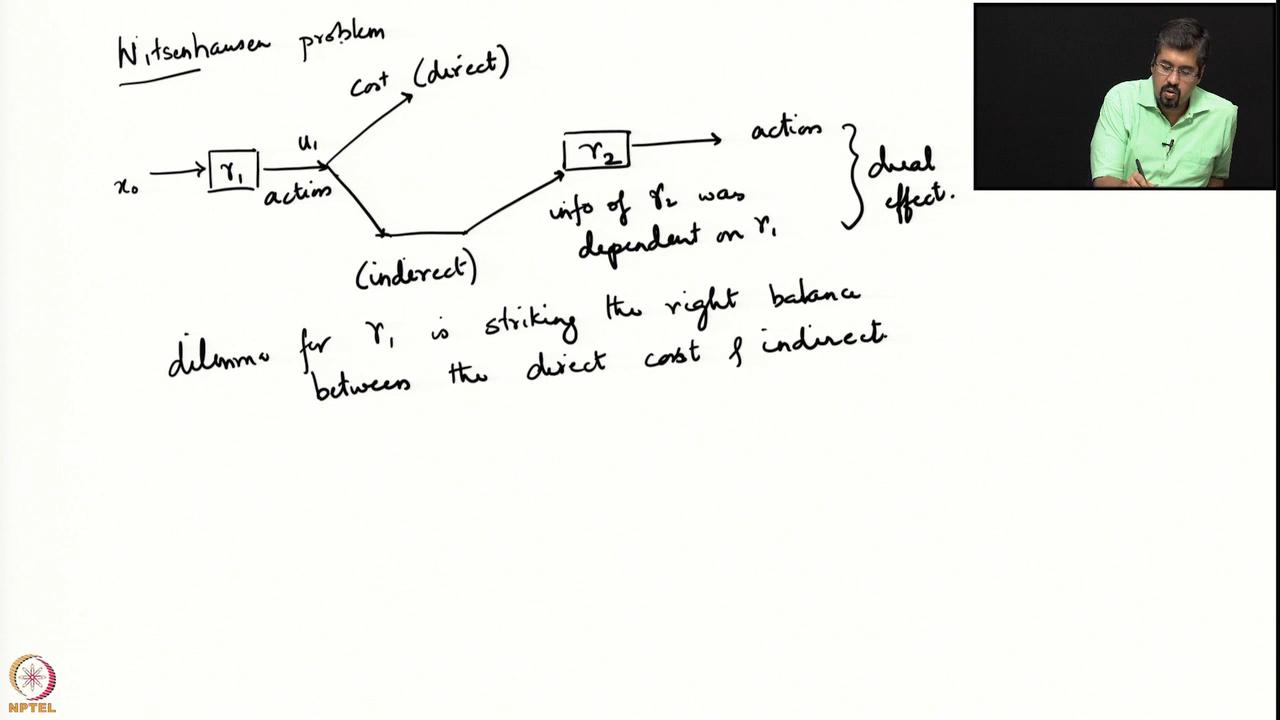 Witsenhausen problem
cost (direct)
x₀ → γ₁ u₁ action
γ₂ → action
info of γ₂ was
dependent on γ₁
dual
effect.
(indirect)
dilemma for γ₁ is striking the right balance
between the direct cost & indirect
NPTEL